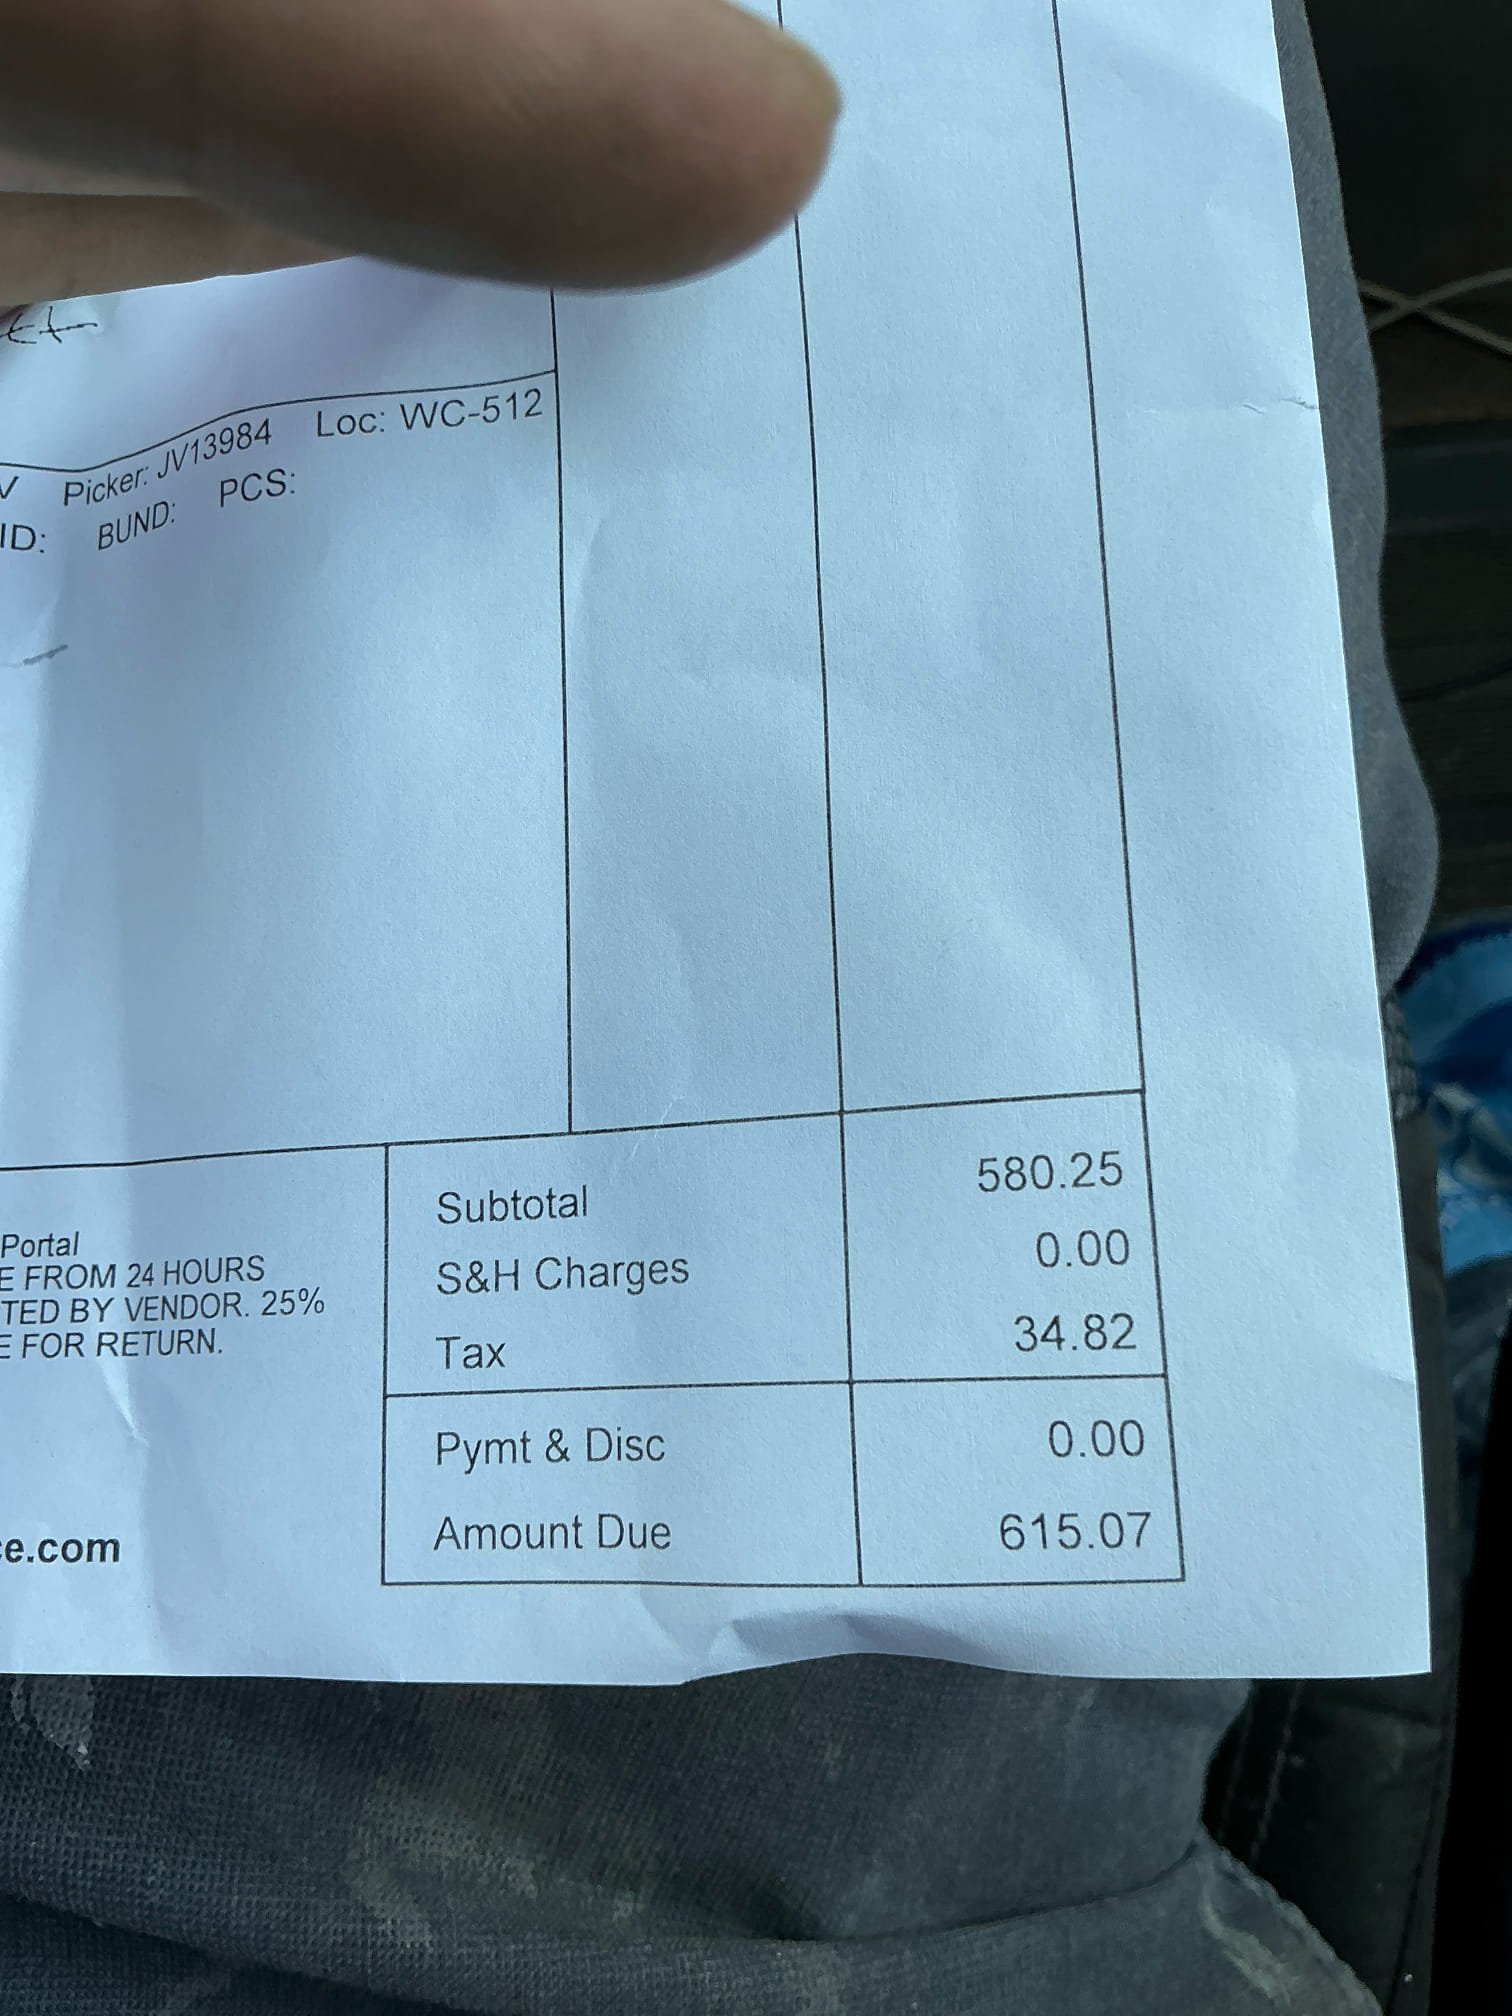 Picker: JV13984 Loc: WC-512
ID: BUND: PCS:
Subtotal 580.25
S&H Charges 0.00
Tax 34.82
Portal
E FROM 24 HOURS
TED BY VENDOR. 25%
E FOR RETURN.
Pymt & Disc 0.00
Amount Due 615.07
e.com